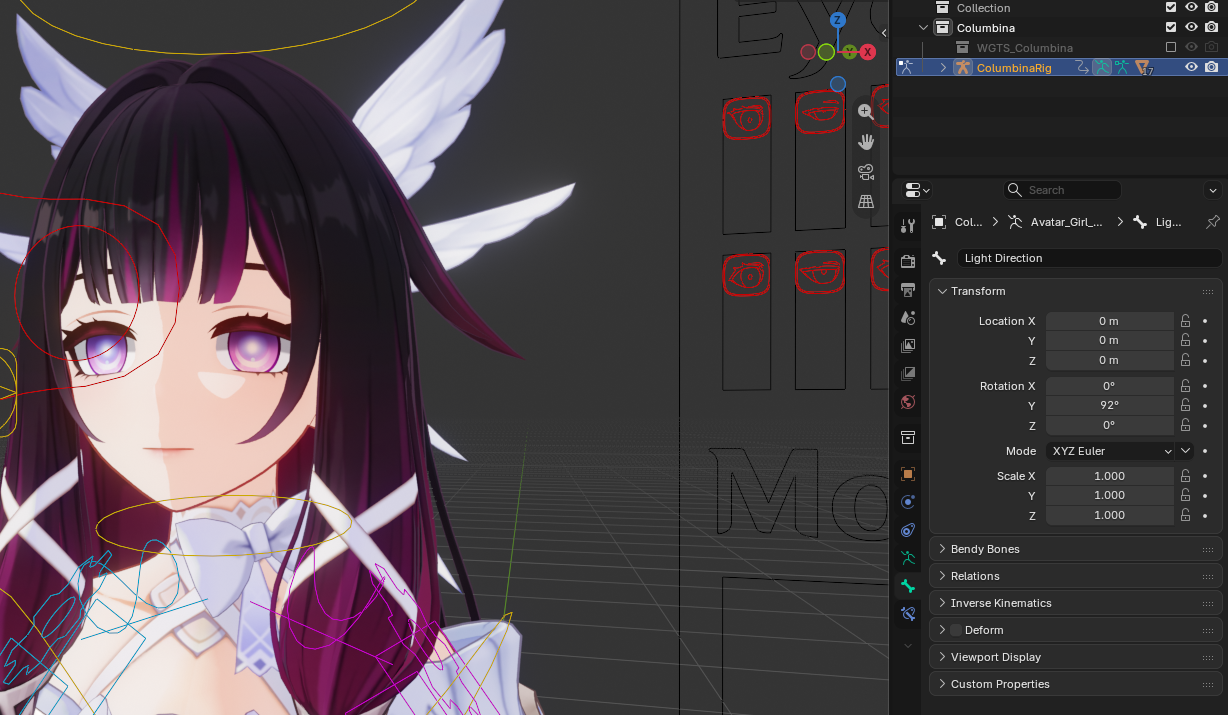 Collection
Columbina
WGTS_Columbina
ColumbinaRig
17
Z
Y
X
Search
Col...
Avatar_Girl_...
Lig...
Light Direction
Transform
Location X 0 m
Y 0 m
Z 0 m
Rotation X 0°
Y 92°
Z 0°
Mode XYZ Euler
Scale X 1.000
Y 1.000
Z 1.000
Bendy Bones
Relations
Inverse Kinematics
Deform
Viewport Display
Custom Properties
Mo